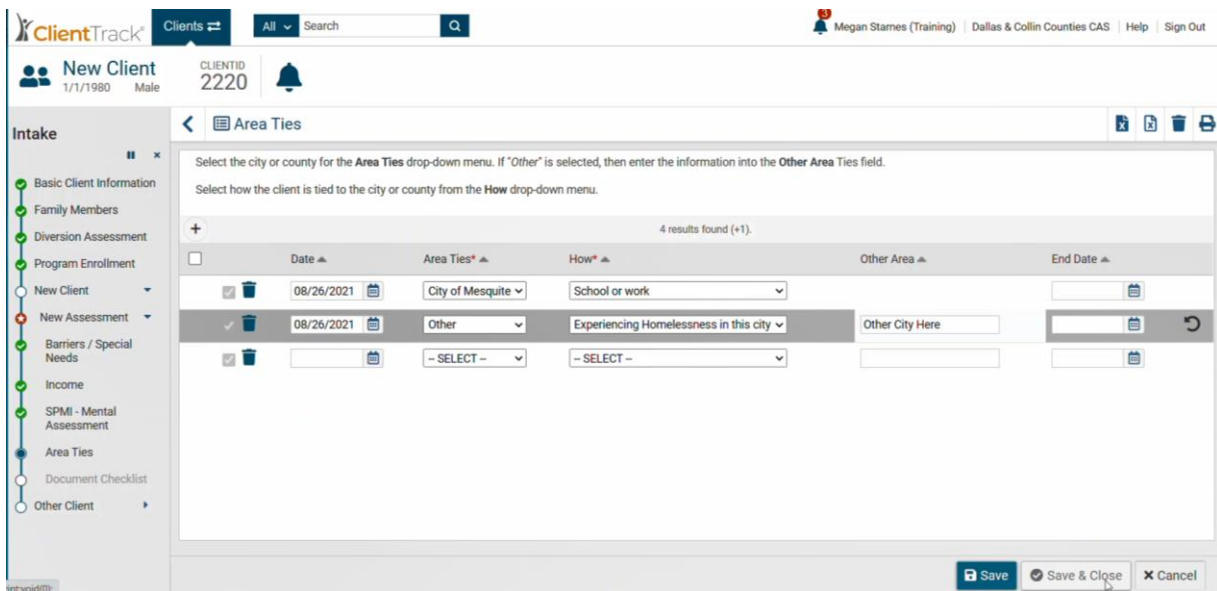 ClientTrack®
Clients
All
Search
3
Megan Starnes (Training)
Dallas & Collin Counties CAS
Help
Sign Out
New Client
1/1/1980 Male
CLIENTID
2220
Intake
Basic Client Information
Family Members
Diversion Assessment
Program Enrollment
New Client
New Assessment
Barriers / Special
Needs
Income
SPMI - Mental
Assessment
Area Ties
Document Checklist
Other Client
Area Ties
Select the city or county for the Area Ties drop-down menu. If "Other" is selected, then enter the information into the Other Area Ties field.
Select how the client is tied to the city or county from the How drop-down menu.
+ 4 results found (+1).
Date Area Ties* How* Other Area End Date
08/26/2021 City of Mesquite School or work
08/26/2021 Other Experiencing Homelessness in this city Other City Here
-- SELECT -- -- SELECT --
Save Save & Close Cancel